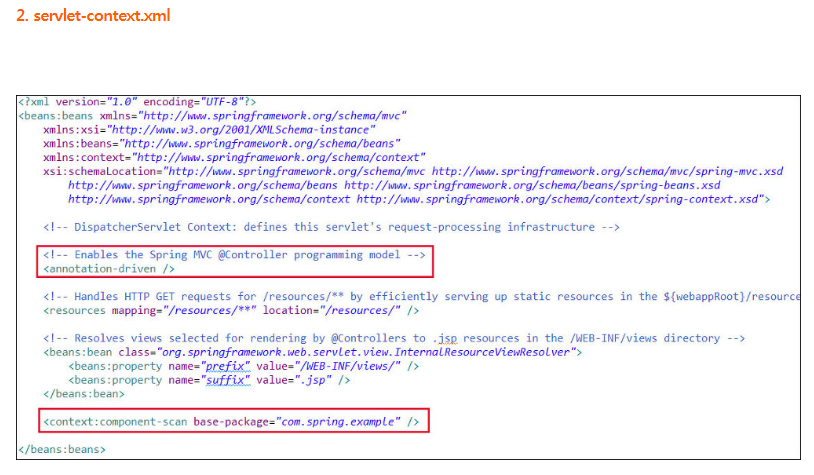 2. servlet-context.xml
<?xml version="1.0" encoding="UTF-8"?>
<beans:beans xmlns="http://www.springframework.org/schema/mvc"
xmlns:xsi="http://www.w3.org/2001/XMLSchema-instance"
xmlns:beans="http://www.springframework.org/schema/beans"
xmlns:context="http://www.springframework.org/schema/context"
xsi:schemaLocation="http://www.springframework.org/schema/mvc http://www.springframework.org/schema/mvc/spring-mvc.xsd
http://www.springframework.org/schema/beans http://www.springframework.org/schema/beans/spring-beans.xsd
http://www.springframework.org/schema/context http://www.springframework.org/schema/context/spring-context.xsd">
<!-- DispatcherServlet Context: defines this servlet's request-processing infrastructure -->
<!-- Enables the Spring MVC @Controller programming model -->
<annotation-driven />
<!-- Handles HTTP GET requests for /resources/** by efficiently serving up static resources in the ${webappRoot}/resource
<resources mapping="/resources/**" location="/resources/" />
<!-- Resolves views selected for rendering by @Controllers to .jsp resources in the /WEB-INF/views directory -->
<beans:bean class="org.springframework.web.servlet.view.InternalResourceViewResolver">
<beans:property name="prefix" value="/WEB-INF/views/" />
<beans:property name="suffix" value=".jsp" />
</beans:bean>
<context:component-scan base-package="com.spring.example" />
</beans:beans>